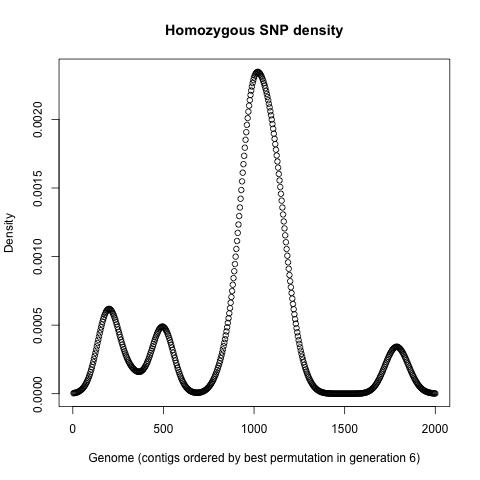 Homozygous SNP density
Density
0.0020
0.0015
0.0010
0.0005
0.0000
0 500 1000 1500 2000
Genome (contigs ordered by best permutation in generation 6)